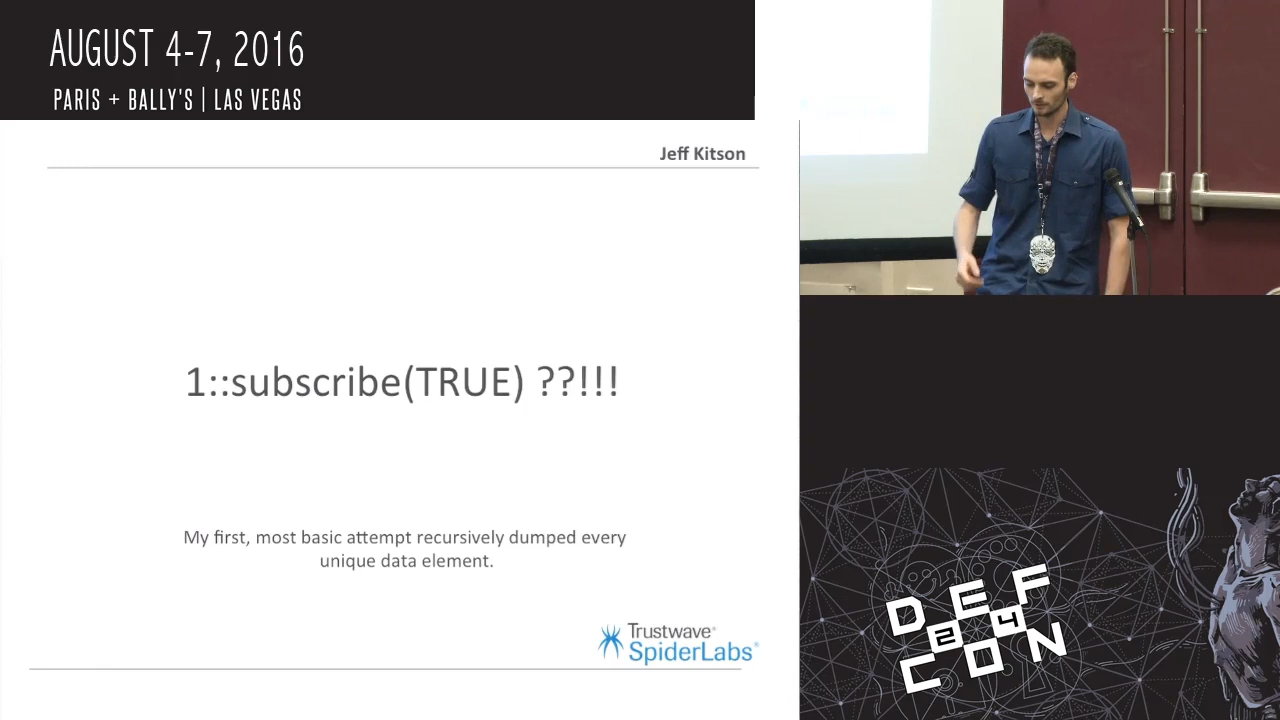 AUGUST 4-7, 2016
PARIS + BALLY'S | LAS VEGAS
Jeff Kitson
1::subscribe(TRUE) ??!!!
My first, most basic attempt recursively dumped every
unique data element.
Trustwave®
SpiderLabs®
DEF
24
CON